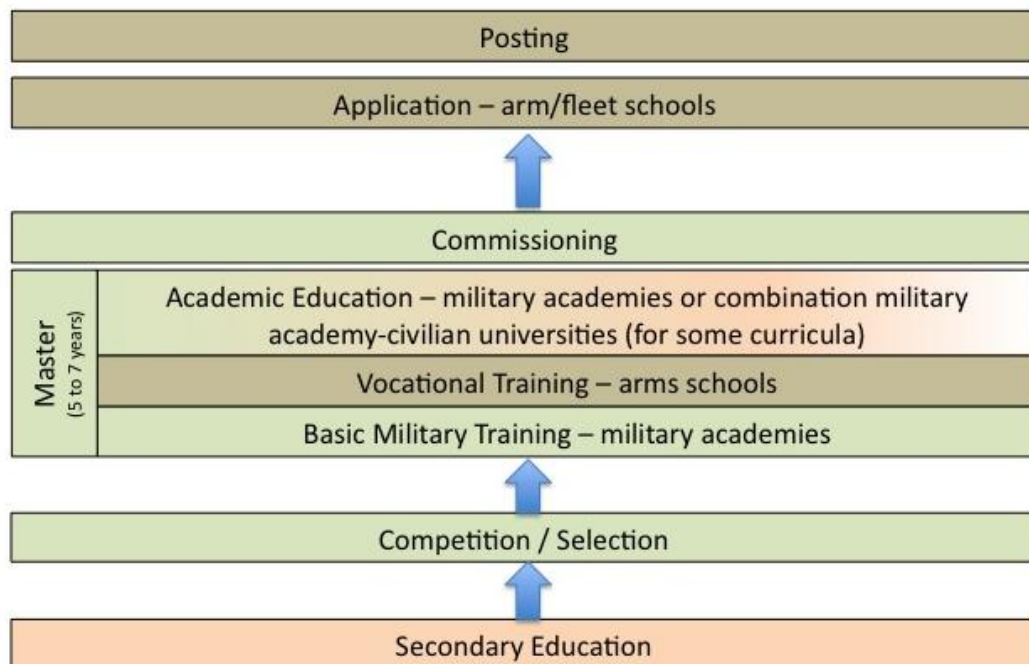 Posting
Application – arm/fleet schools
Commissioning
Master
(5 to 7 years)
Academic Education – military academies or combination military
academy-civilian universities (for some curricula)
Vocational Training – arms schools
Basic Military Training – military academies
Competition / Selection
Secondary Education